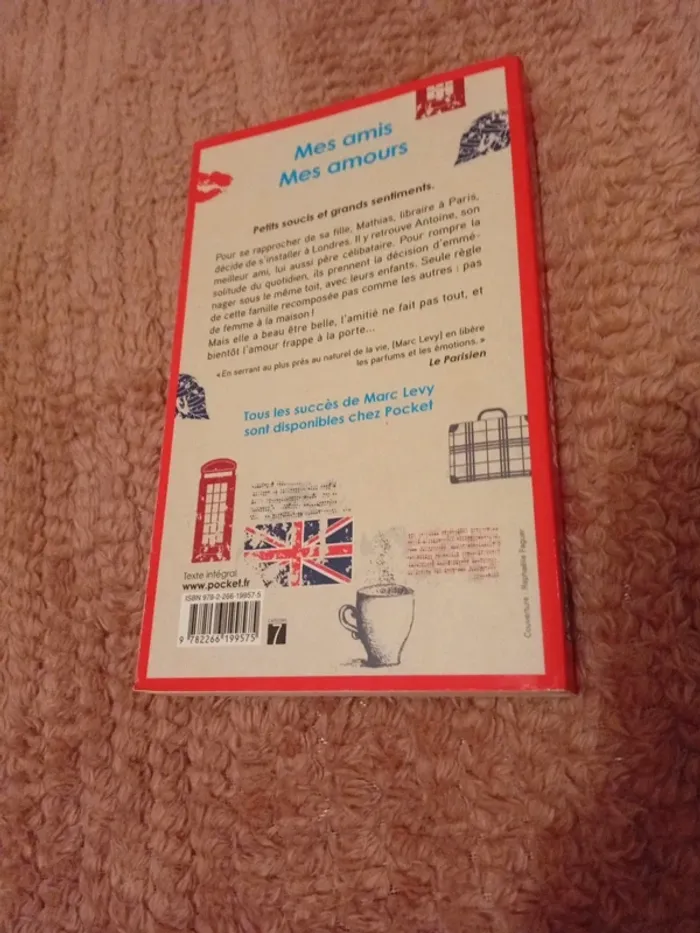 Mes amis
Mes amours
Petits soucis et grands sentiments.
Pour se rapprocher de sa fille, Mathias, libraire à Paris,
décide de s'installer à Londres. Il y retrouve Antoine, son
meilleur ami, lui aussi père célibataire. Pour rompre la
solitude du quotidien, ils prennent la décision d'emmé-
nager sous le même toit, avec leurs enfants. Seule règle
de cette famille recomposée pas comme les autres : pas
de femme à la maison !
Mais elle a beau être belle, l'amitié ne fait pas tout, et
bientôt l'amour frappe à la porte...
« En serrant au plus près au naturel de la vie, [Marc Levy] en libère
les parfums et les émotions. »
Le Parisien
Tous les succès de Marc Levy
sont disponibles chez Pocket
Texte intégral
www.pocket.fr
ISBN 978-2-266-19957-5
9 782266 199575
7
Couverture : Raphaëlle Faguer